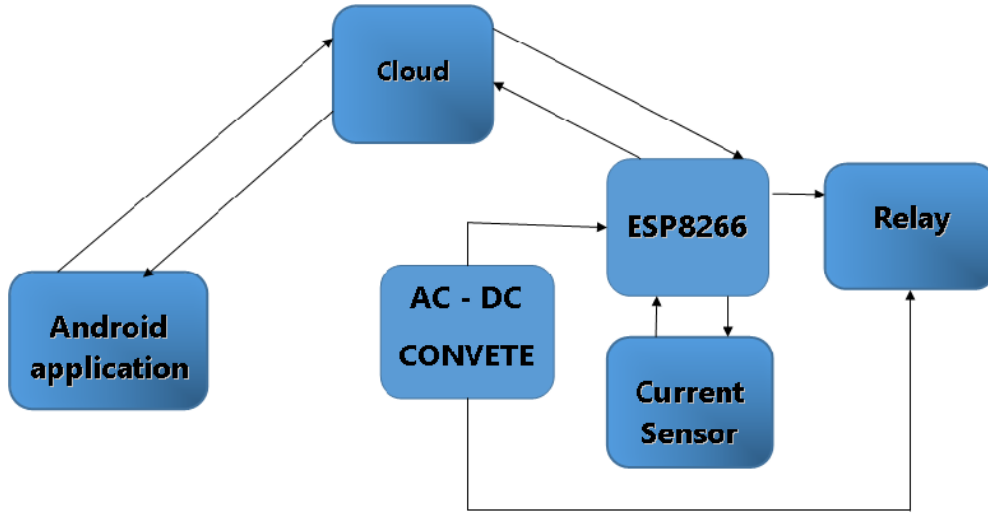 Cloud
ESP8266
Relay
AC - DC
CONVETE
Android
application
Current
Sensor